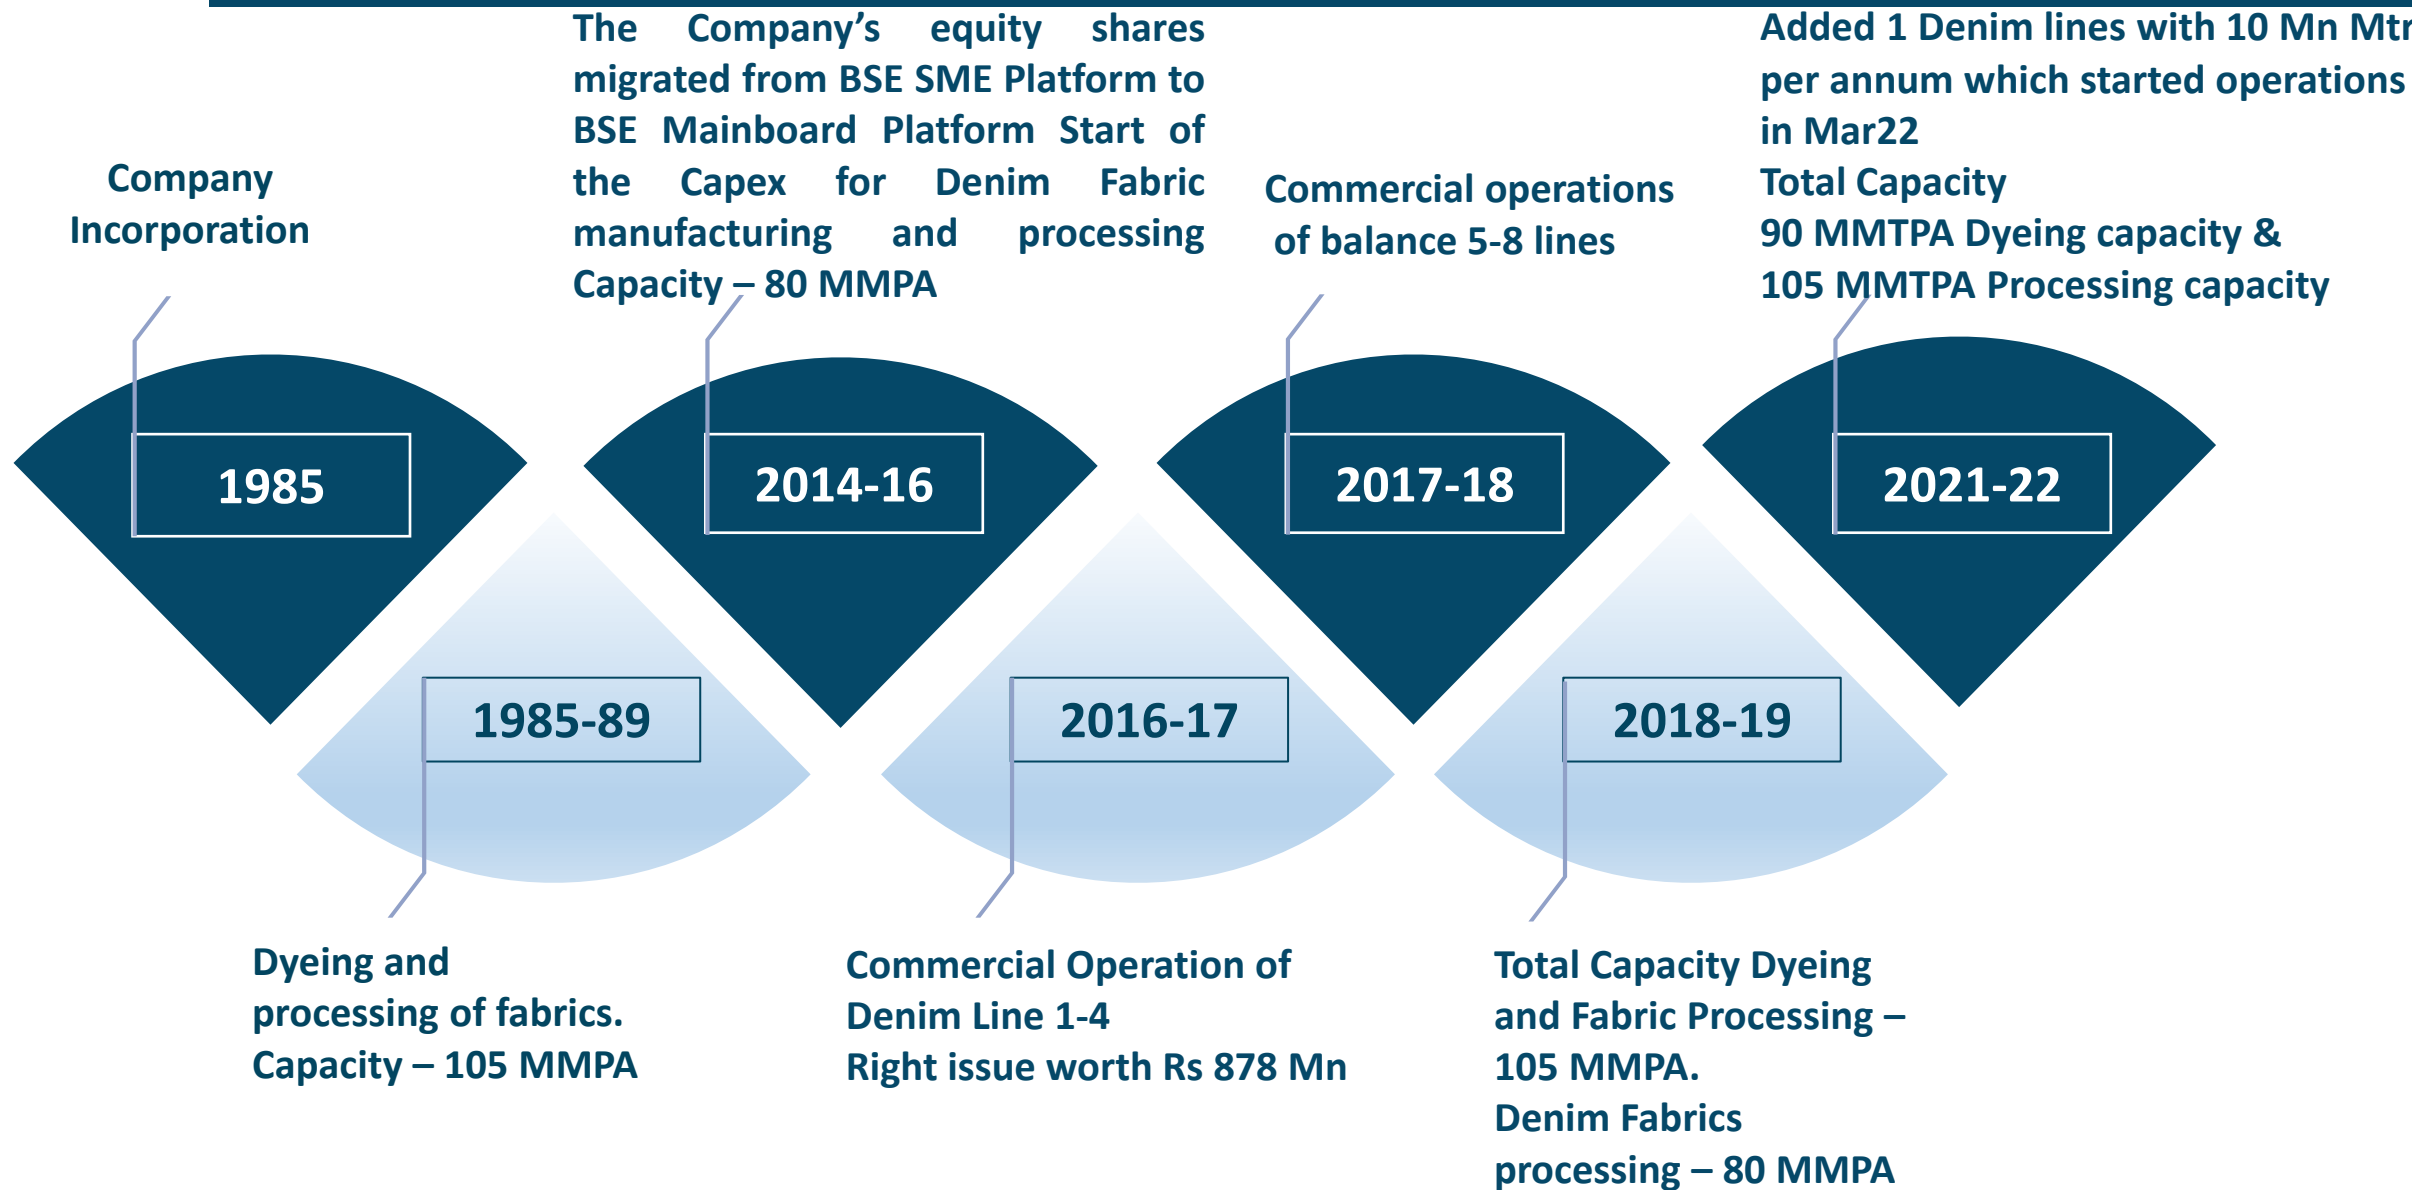 Company
Incorporation
1985
Dyeing and
processing of fabrics.
Capacity – 105 MMPA
1985-89
The Company’s equity shares
migrated from BSE SME Platform to
BSE Mainboard Platform Start of
the Capex for Denim Fabric
manufacturing and processing
Capacity – 80 MMPA
2014-16
2016-17
Commercial Operation of
Denim Line 1-4
Right issue worth Rs 878 Mn
Commercial operations
of balance 5-8 lines
2017-18
2018-19
Total Capacity Dyeing
and Fabric Processing –
105 MMPA.
Denim Fabrics
processing – 80 MMPA
Added 1 Denim lines with 10 Mn Mtr
per annum which started operations
in Mar22
Total Capacity
90 MMTPA Dyeing capacity &
105 MMTPA Processing capacity
2021-22